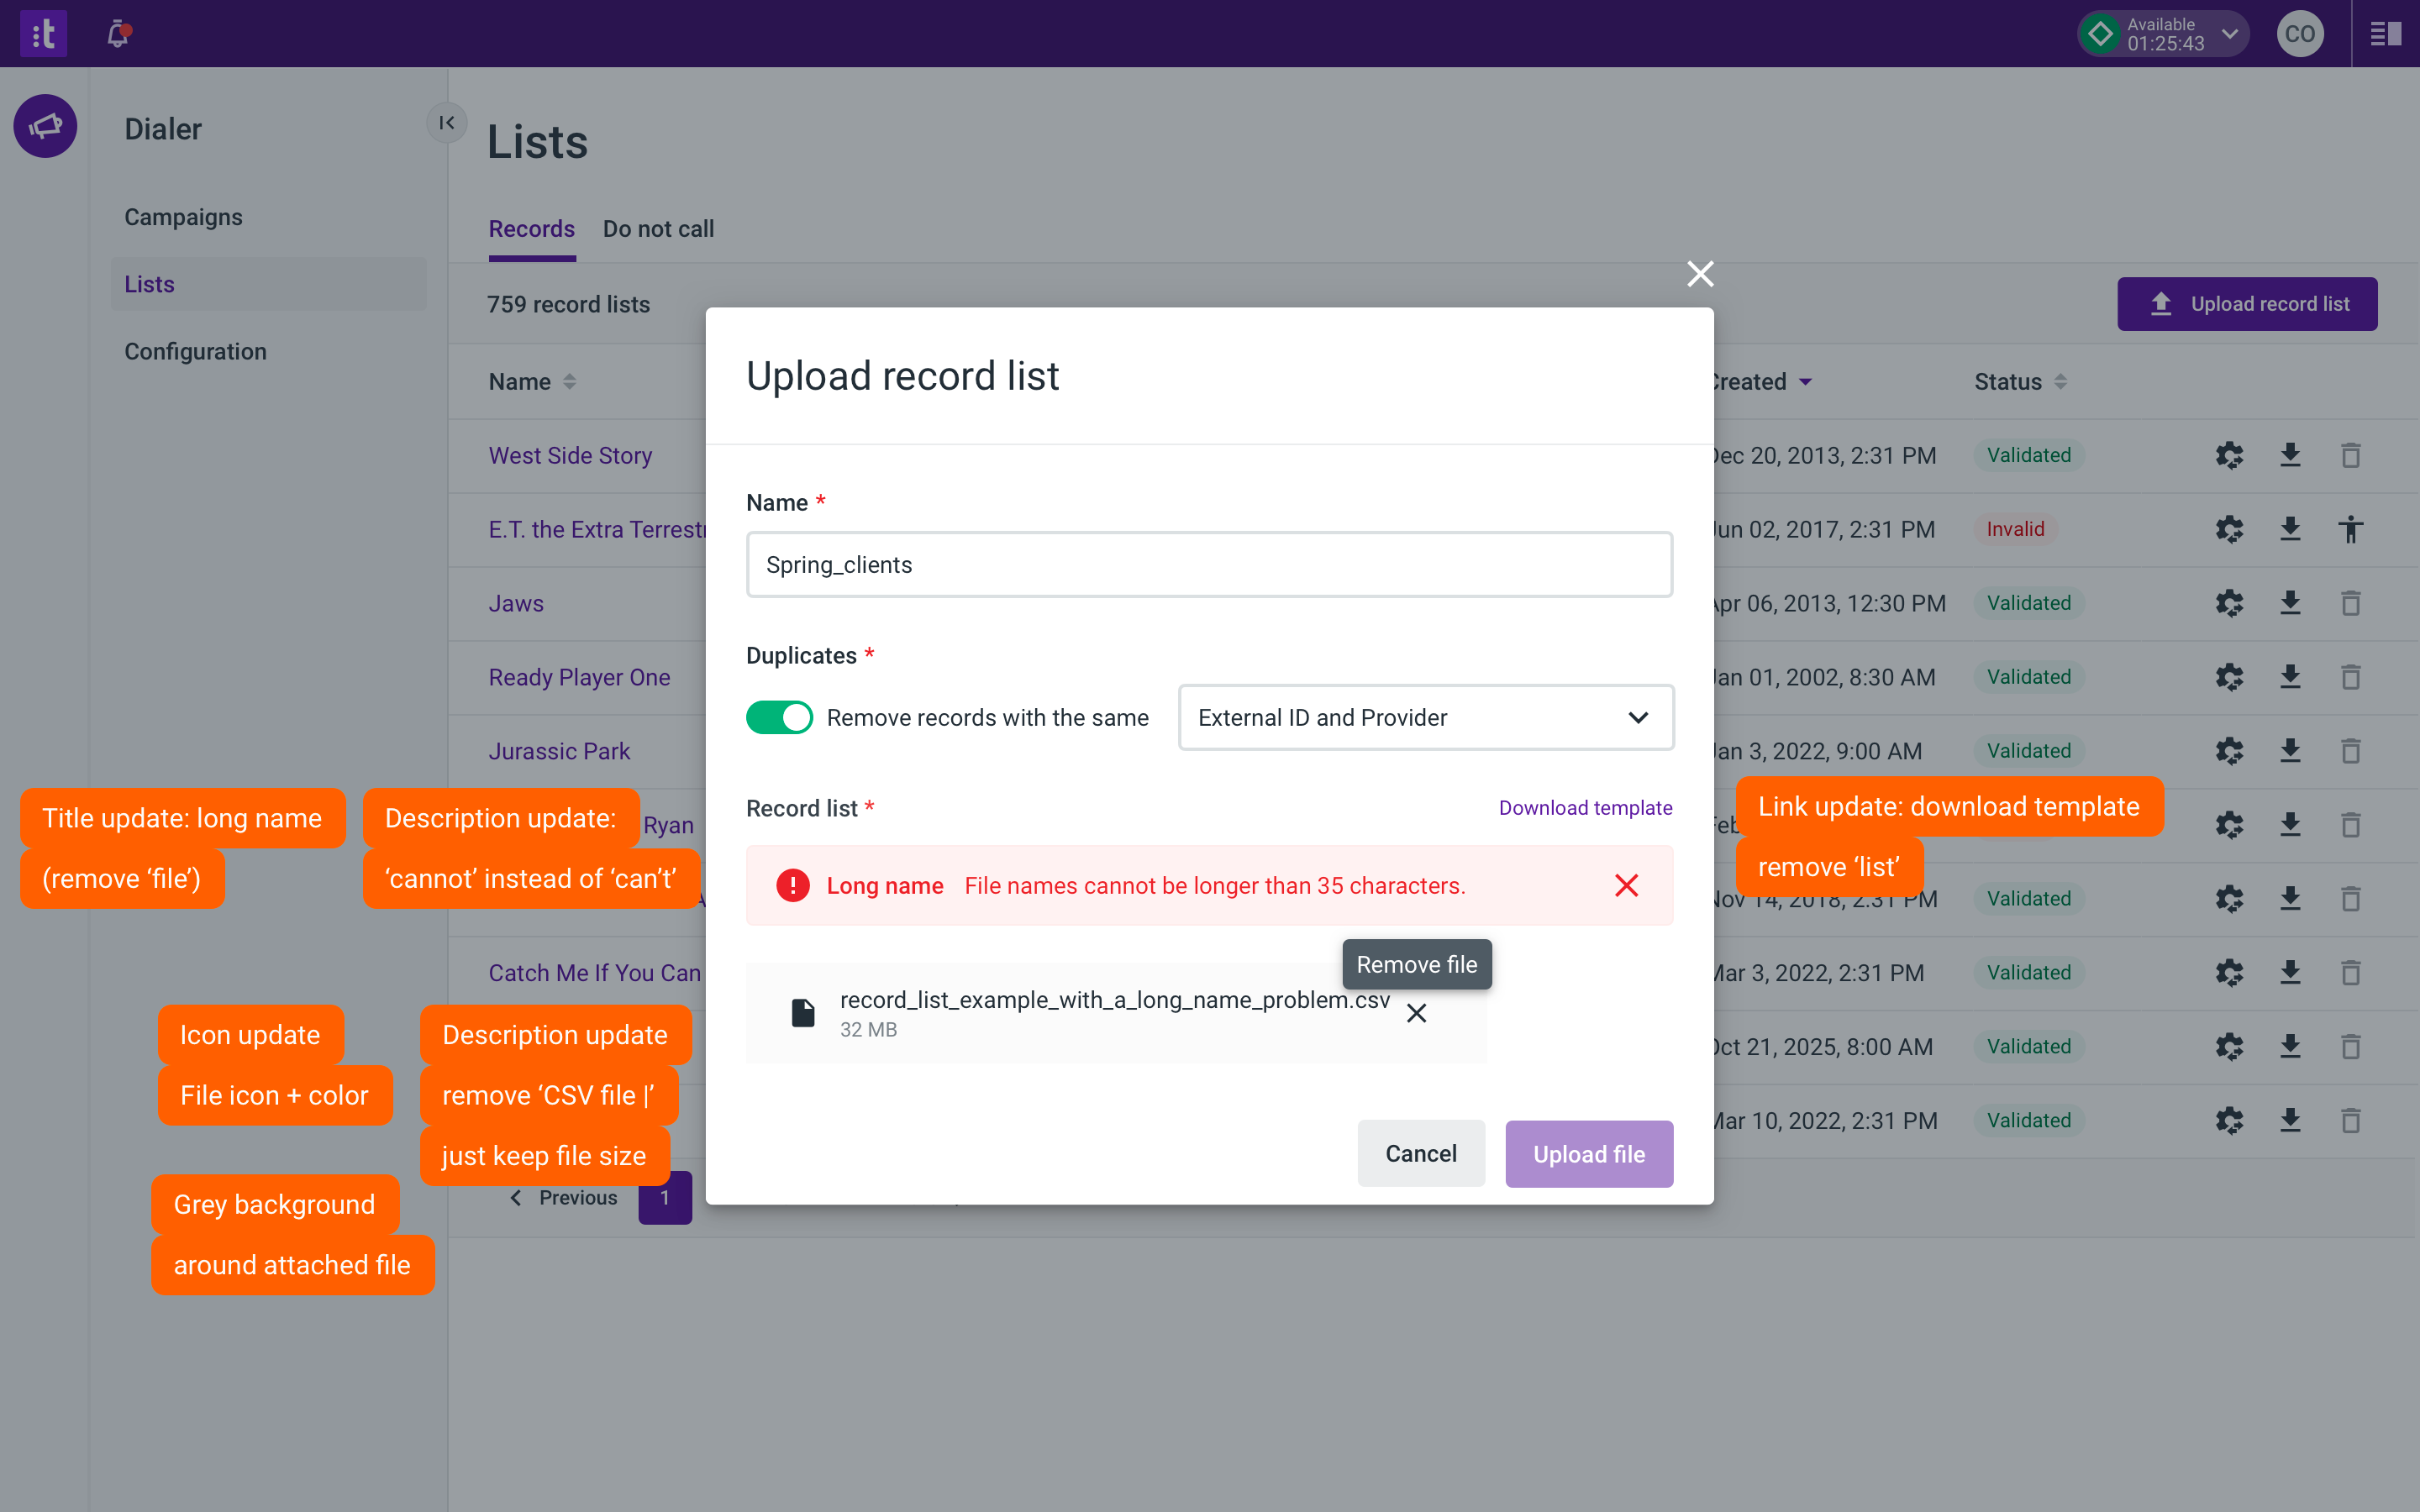 :t
Available
01:25:43
CO
Dialer
Campaigns
Lists
Configuration
Lists
Records
Do not call
759 record lists
Upload record list
Name
Created
Status
West Side Story
Dec 20, 2013, 2:31 PM
Validated
E.T. the Extra Terrest
Jun 02, 2017, 2:31 PM
Invalid
Jaws
Apr 06, 2013, 12:30 PM
Validated
Ready Player One
Jan 01, 2002, 8:30 AM
Validated
Jurassic Park
Jan 3, 2022, 9:00 AM
Validated
Ryan
Feb
Validated
Nov 14, 2018, 2:31 PM
Validated
Catch Me If You Can
Mar 3, 2022, 2:31 PM
Validated
Oct 21, 2025, 8:00 AM
Validated
Mar 10, 2022, 2:31 PM
Validated
Previous
1
Upload record list
Name *
Spring_clients
Duplicates *
Remove records with the same
External ID and Provider
Record list *
Download template
Long name File names cannot be longer than 35 characters.
Remove file
record_list_example_with_a_long_name_problem.csv
32 MB
Cancel
Upload file
Title update: long name
(remove ‘file’)
Description update:
‘cannot’ instead of ‘can’t’
Link update: download template
remove ‘list’
Icon update
File icon + color
Description update
remove ‘CSV file |’
just keep file size
Grey background
around attached file